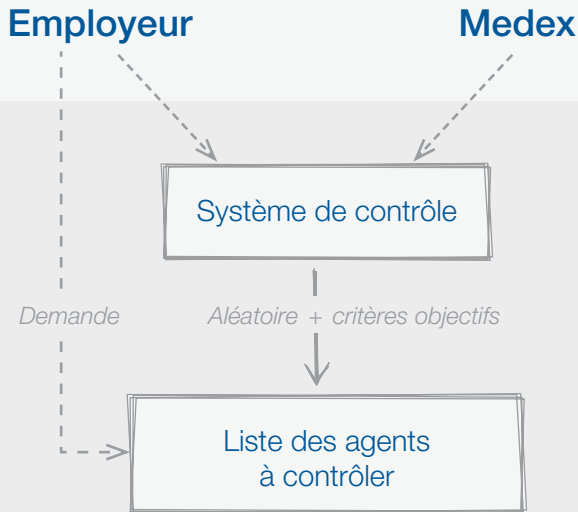 Employeur
Medex
Système de contrôle
Demande
Aléatoire + critères objectifs
Liste des agents
à contrôler